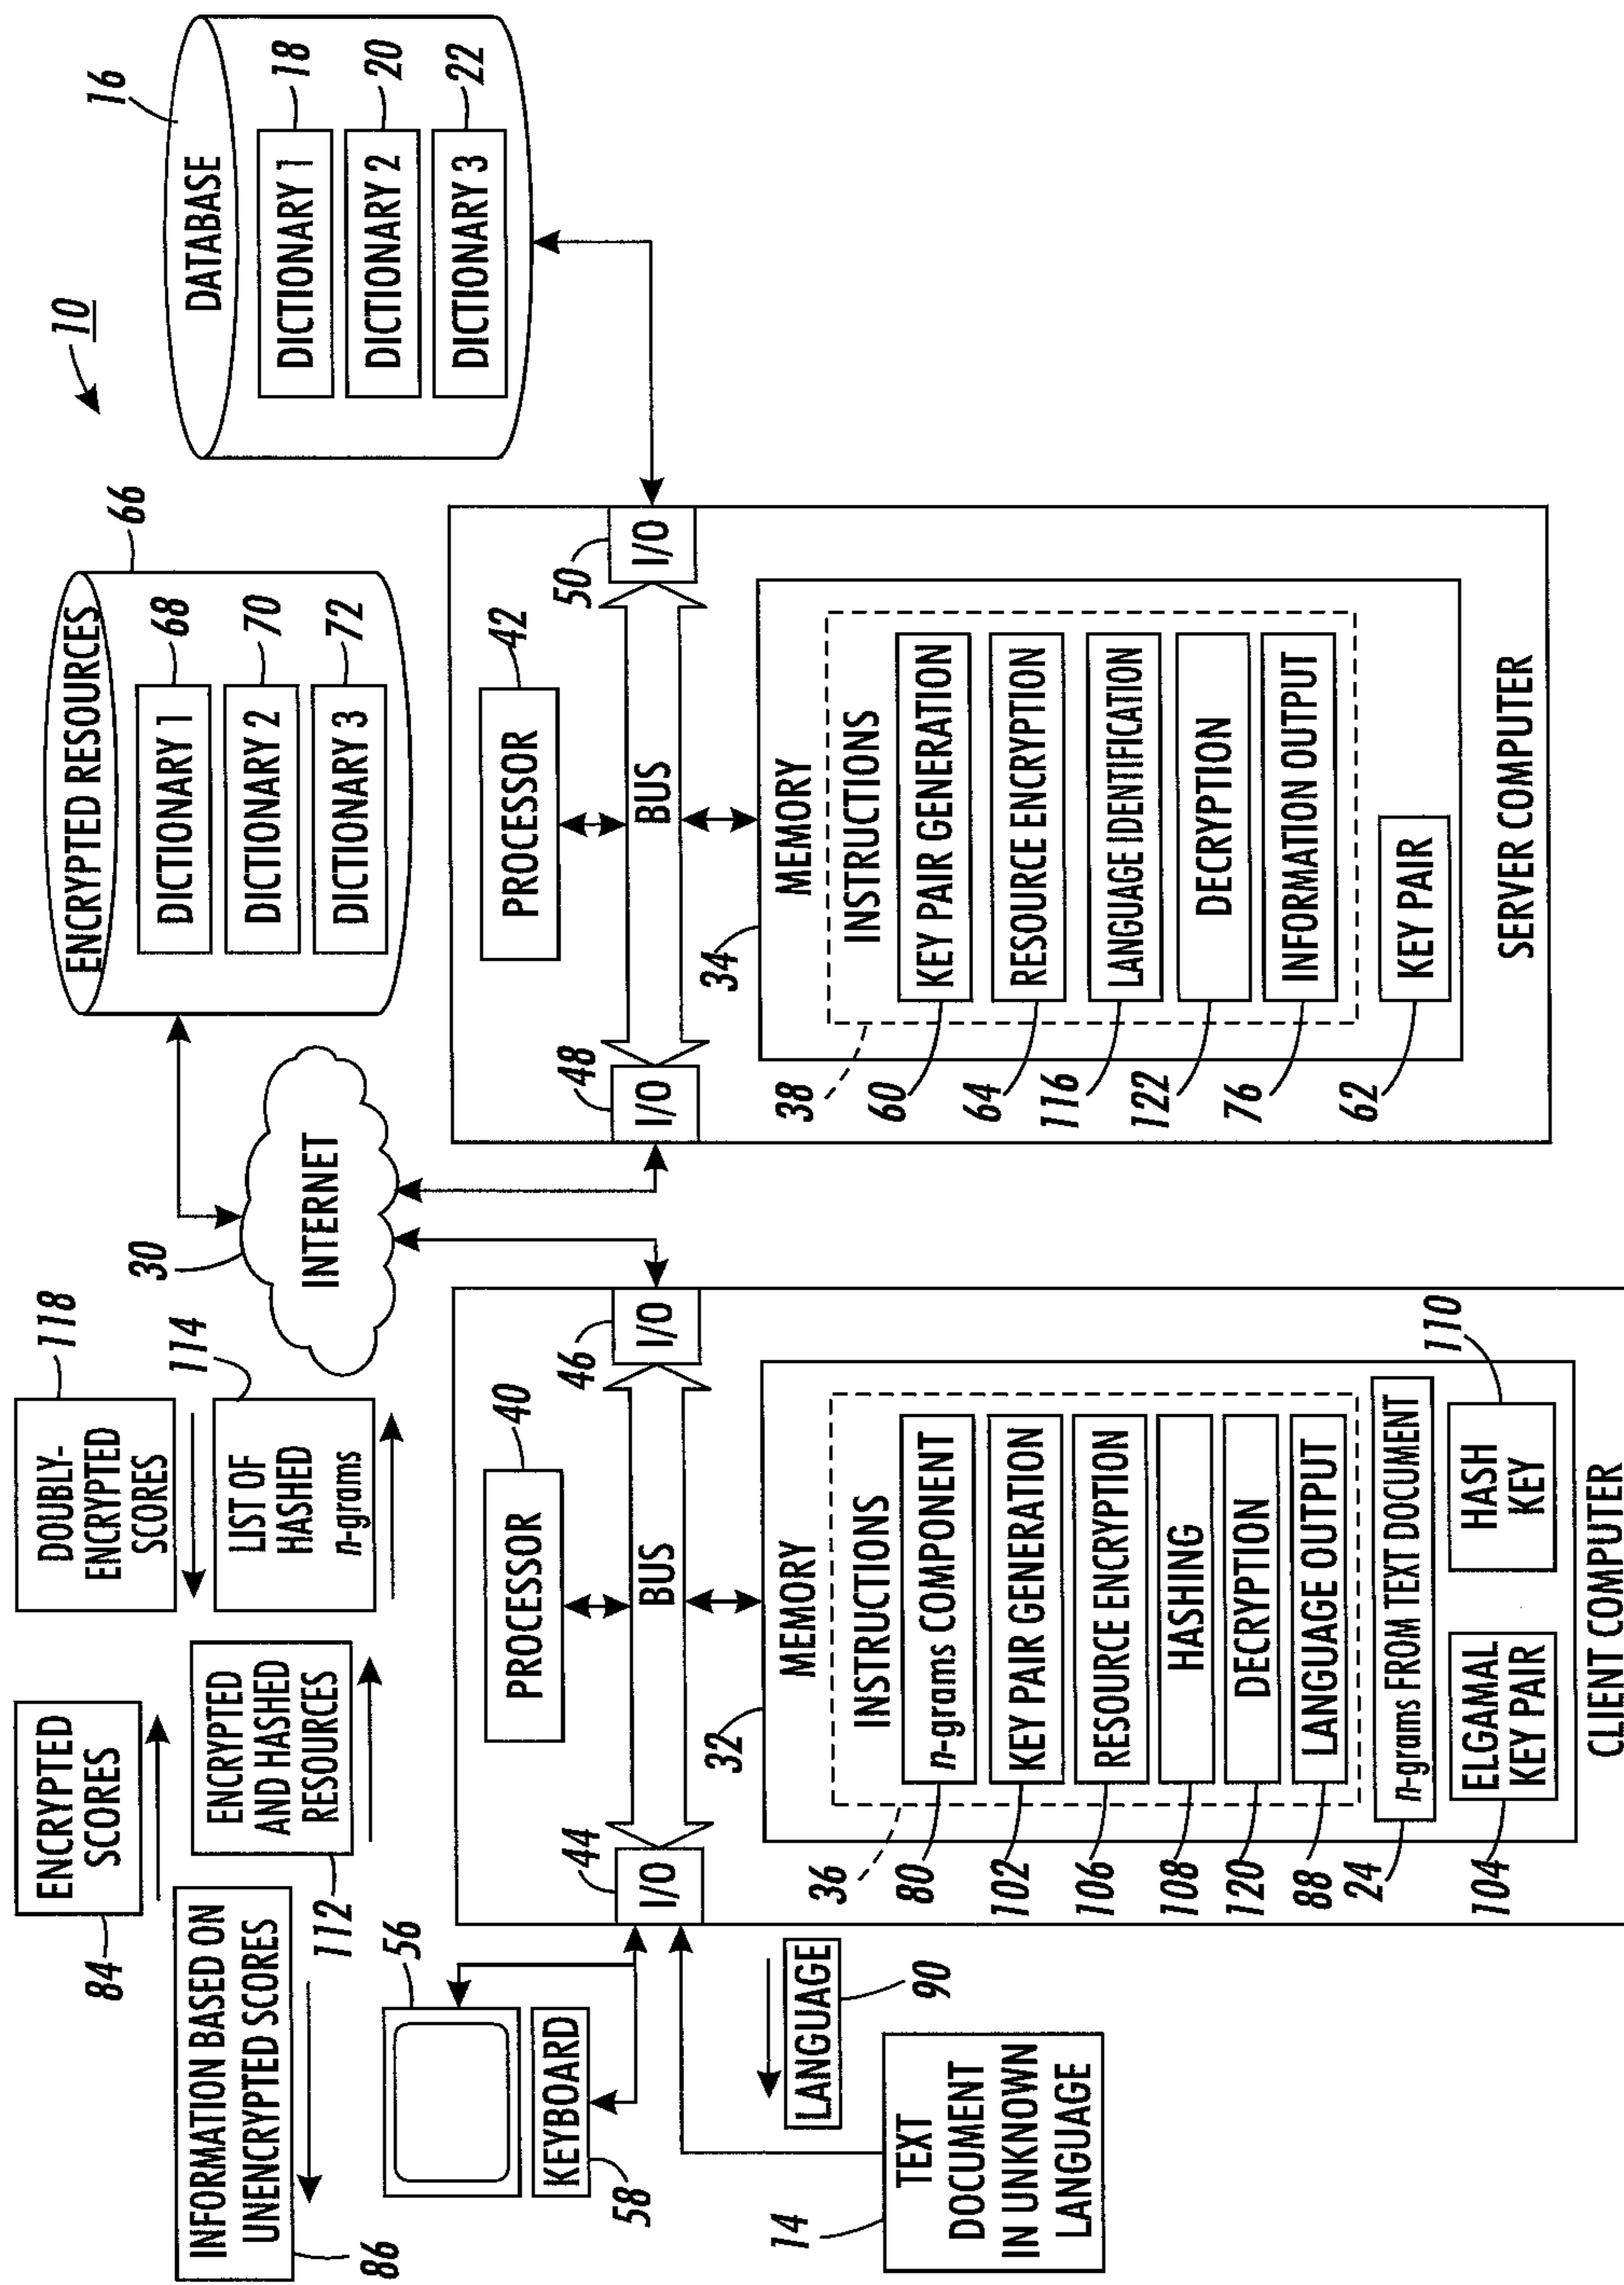 10
84
ENCRYPTED
SCORES
118
DOUBLY-
ENCRYPTED
SCORES
86
INFORMATION BASED ON
UNENCRYPTED SCORES
112
ENCRYPTED
AND HASHED
RESOURCES
114
LIST OF
HASHED
n-grams
30
INTERNET
66
ENCRYPTED RESOURCES
DICTIONARY 1
68
DICTIONARY 2
70
DICTIONARY 3
72
16
DATABASE
DICTIONARY 1
18
DICTIONARY 2
20
DICTIONARY 3
22
56
KEYBOARD
58
LANGUAGE
90
14
TEXT
DOCUMENT
IN UNKNOWN
LANGUAGE
PROCESSOR
40
44
I/O
BUS
46
I/O
32
MEMORY
36
INSTRUCTIONS
80
n-grams COMPONENT
102
KEY PAIR GENERATION
106
RESOURCE ENCRYPTION
108
HASHING
120
DECRYPTION
88
LANGUAGE OUTPUT
24
n-grams FROM TEXT DOCUMENT
104
ELGAMAL
KEY PAIR
HASH
KEY
110
CLIENT COMPUTER
PROCESSOR
42
48
I/O
BUS
50
I/O
34
MEMORY
38
INSTRUCTIONS
60
KEY PAIR GENERATION
64
RESOURCE ENCRYPTION
116
LANGUAGE IDENTIFICATION
122
DECRYPTION
76
INFORMATION OUTPUT
62
KEY PAIR
SERVER COMPUTER